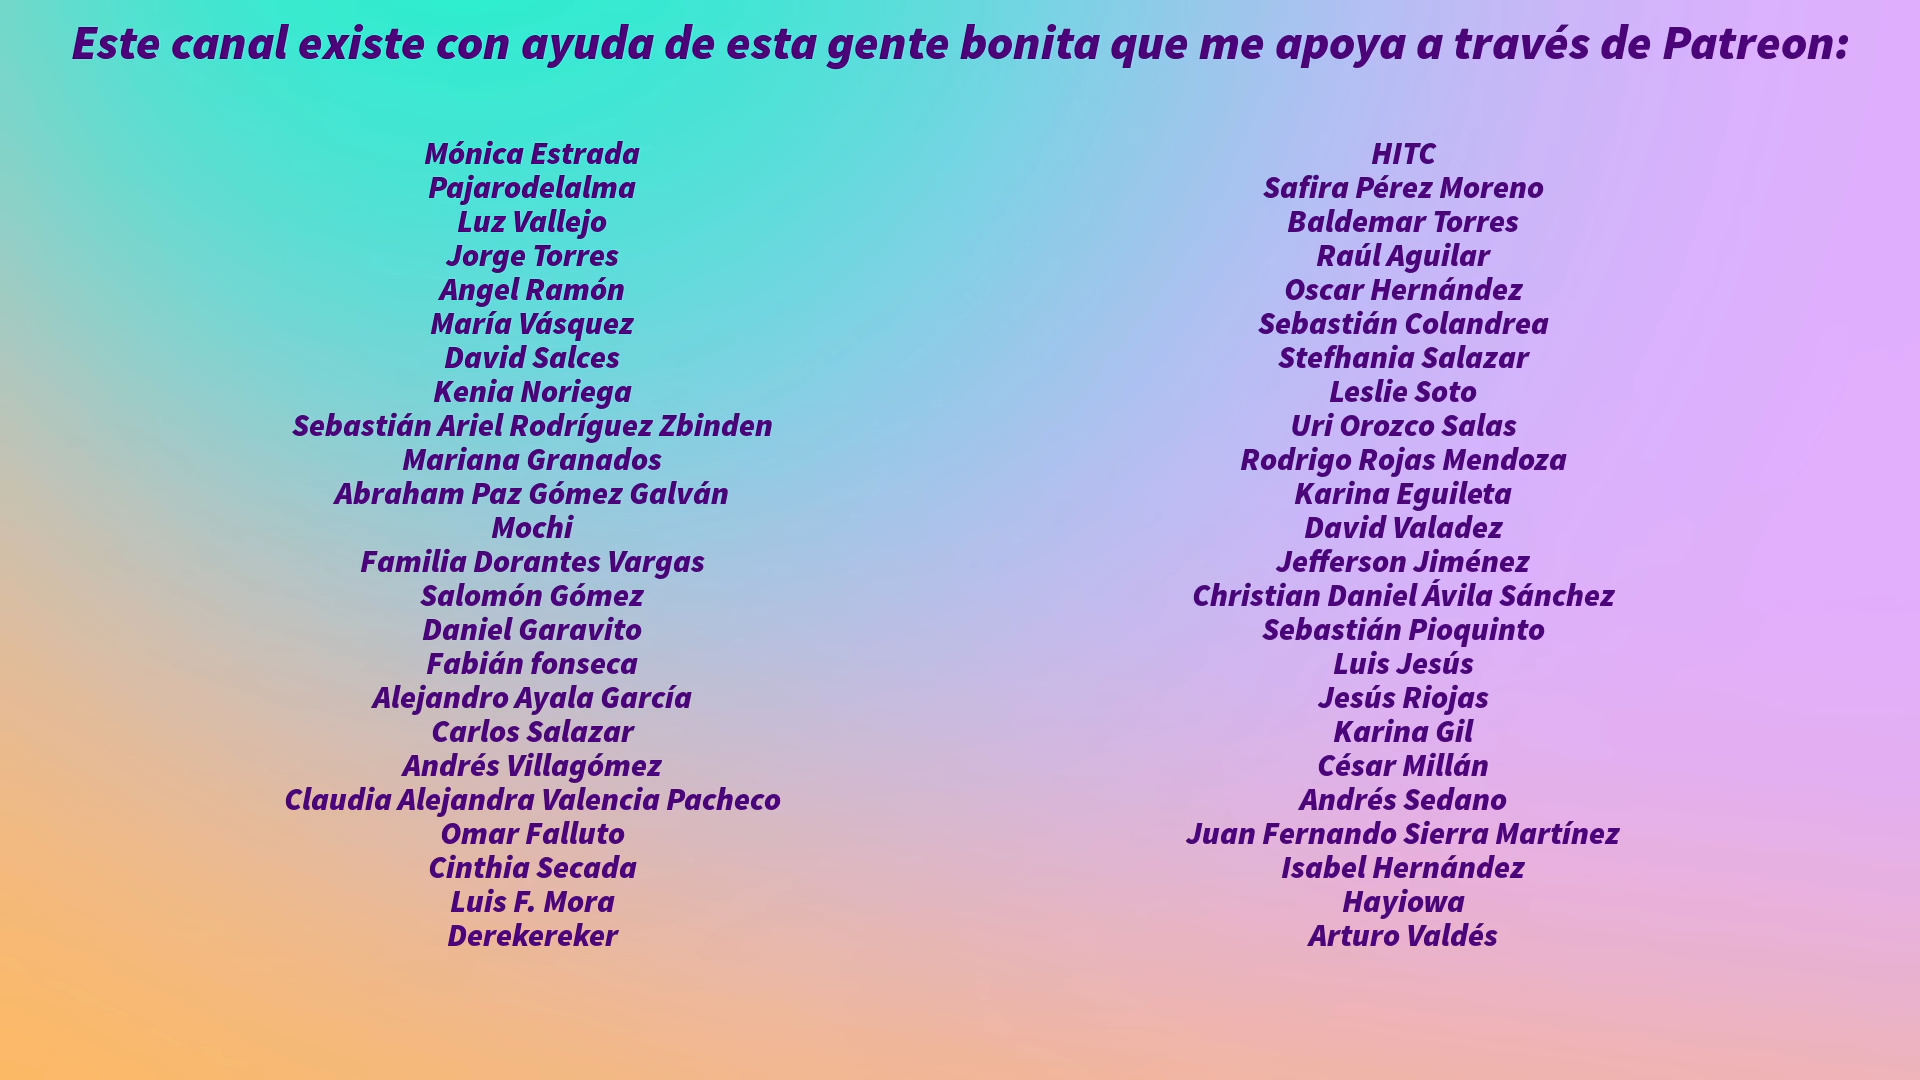 Este canal existe con ayuda de esta gente bonita que me apoya a través de Patreon:
Mónica Estrada
Pajarodelalma
Luz Vallejo
Jorge Torres
Angel Ramón
María Vásquez
David Salces
Kenia Noriega
Sebastián Ariel Rodríguez Zbinden
Mariana Granados
Abraham Paz Gómez Galván
Mochi
Familia Dorantes Vargas
Salomón Gómez
Daniel Garavito
Fabián fonseca
Alejandro Ayala García
Carlos Salazar
Andrés Villagómez
Claudia Alejandra Valencia Pacheco
Omar Falluto
Cinthia Secada
Luis F. Mora
Derekereker
HITC
Safira Pérez Moreno
Baldemar Torres
Raúl Aguilar
Oscar Hernández
Sebastián Colandrea
Stefhania Salazar
Leslie Soto
Uri Orozco Salas
Rodrigo Rojas Mendoza
Karina Eguileta
David Valadez
Jefferson Jiménez
Christian Daniel Ávila Sánchez
Sebastián Pioquinto
Luis Jesús
Jesús Riojas
Karina Gil
César Millán
Andrés Sedano
Juan Fernando Sierra Martínez
Isabel Hernández
Hayiowa
Arturo Valdés